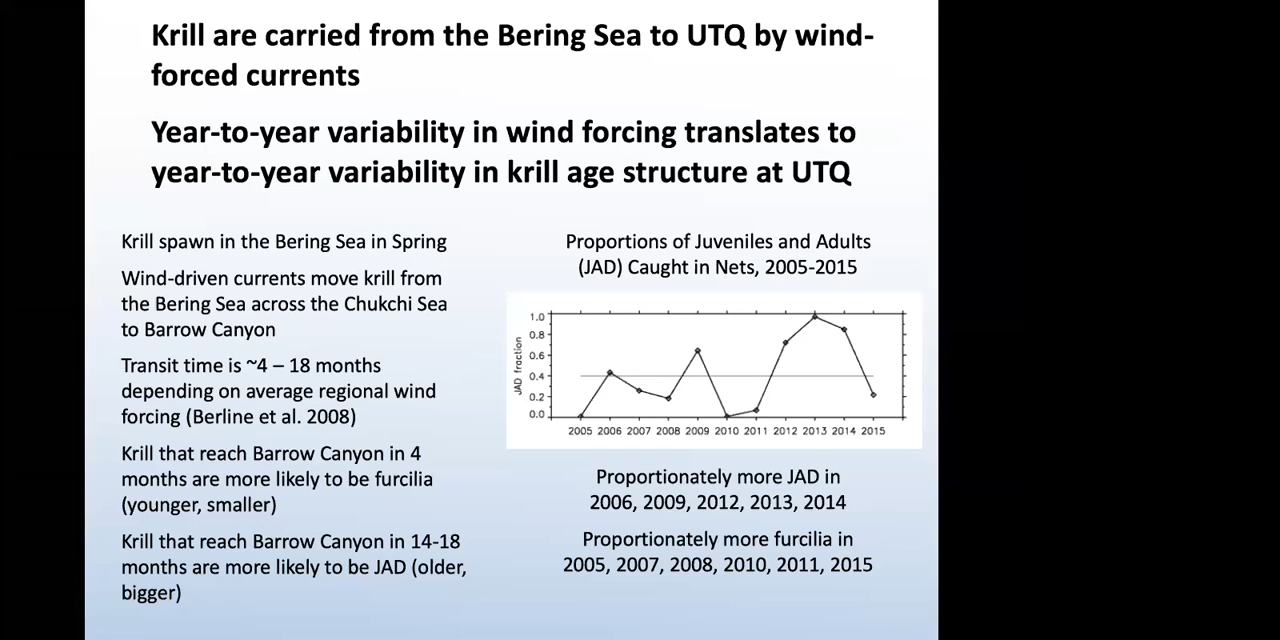 Krill are carried from the Bering Sea to UTQ by wind-
forced currents
Year-to-year variability in wind forcing translates to
year-to-year variability in krill age structure at UTQ
Krill spawn in the Bering Sea in Spring
Wind-driven currents move krill from
the Bering Sea across the Chukchi Sea
to Barrow Canyon
Transit time is ~4 – 18 months
depending on average regional wind
forcing (Berline et al. 2008)
Krill that reach Barrow Canyon in 4
months are more likely to be furcilia
(younger, smaller)
Krill that reach Barrow Canyon in 14-18
months are more likely to be JAD (older,
bigger)
Proportions of Juveniles and Adults
(JAD) Caught in Nets, 2005-2015
JAD fraction
1.0
0.8
0.6
0.4
0.2
0.0
2005 2006 2007 2008 2009 2010 2011 2012 2013 2014 2015
Proportionately more JAD in
2006, 2009, 2012, 2013, 2014
Proportionately more furcilia in
2005, 2007, 2008, 2010, 2011, 2015